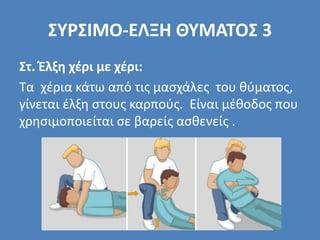 ΣΥΡΣΙΜΟ-ΕΛΞΗ ΘΥΜΑΤΟΣ 3
Στ. Έλξη χέρι με χέρι:
Τα χέρια κάτω από τις μασχάλες του θύματος,
γίνεται έλξη στους καρπούς. Είναι μέθοδος που
χρησιμοποιείται σε βαρείς ασθενείς .